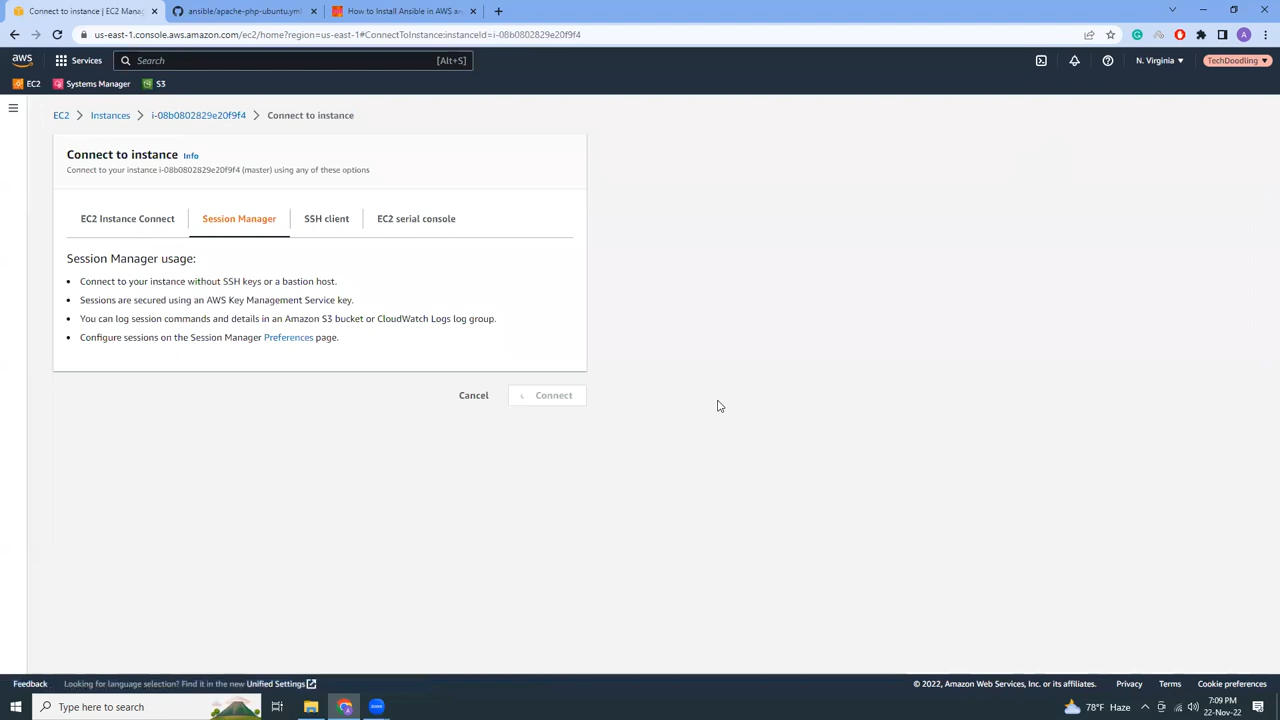 Connect to instance | EC2 Manag
ansible/apache-php-ubuntu.yml
How to Install Ansible in AWS an
us-east-1.console.aws.amazon.com/ec2/home?region=us-east-1#ConnectToInstance:instanceId=i-08b0802829e20f9f4
A
aws
Services
Search
[Alt+S]
N. Virginia
TechDoodling
EC2
Systems Manager
S3
EC2
Instances
i-08b0802829e20f9f4
Connect to instance
Connect to instance Info
Connect to your instance i-08b0802829e20f9f4 (master) using any of these options
EC2 Instance Connect
Session Manager
SSH client
EC2 serial console
Session Manager usage:
Connect to your instance without SSH keys or a bastion host.
Sessions are secured using an AWS Key Management Service key.
You can log session commands and details in an Amazon S3 bucket or CloudWatch Logs log group.
Configure sessions on the Session Manager Preferences page.
Cancel
Connect
Feedback
Looking for language selection? Find it in the new Unified Settings
© 2022, Amazon Web Services, Inc. or its affiliates.
Privacy
Terms
Cookie preferences
Type here to search
78°F Haze
7:09 PM
22-Nov-22